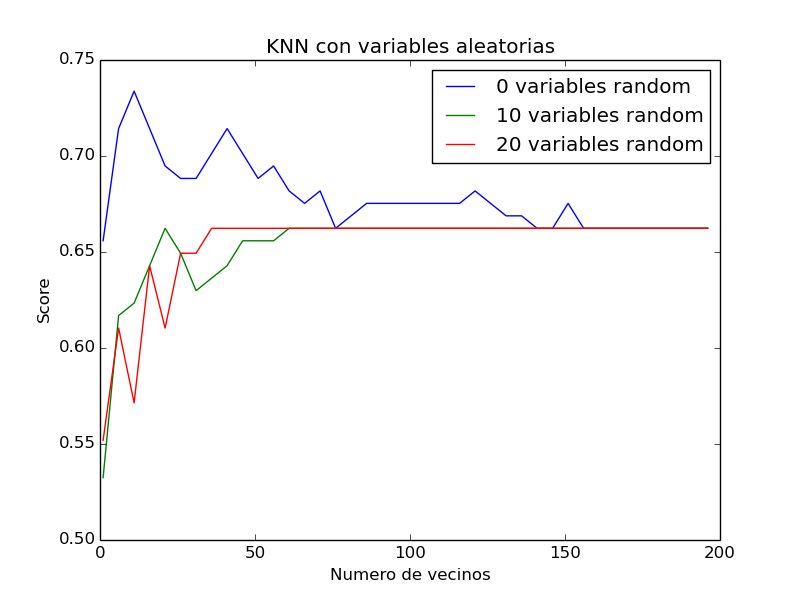 KNN con variables aleatorias
0.75
0.70
0.65
0.60
0.55
0.50
Score
0 variables random
10 variables random
20 variables random
0 50 100 150 200
Numero de vecinos